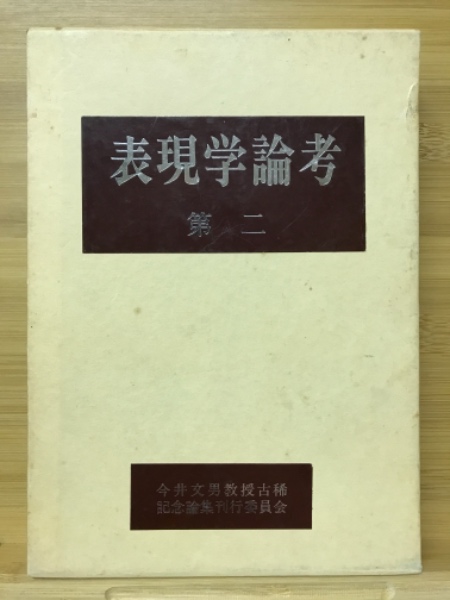 表現学論考
第二
今井文男教授古稀
記念論集刊行委員会